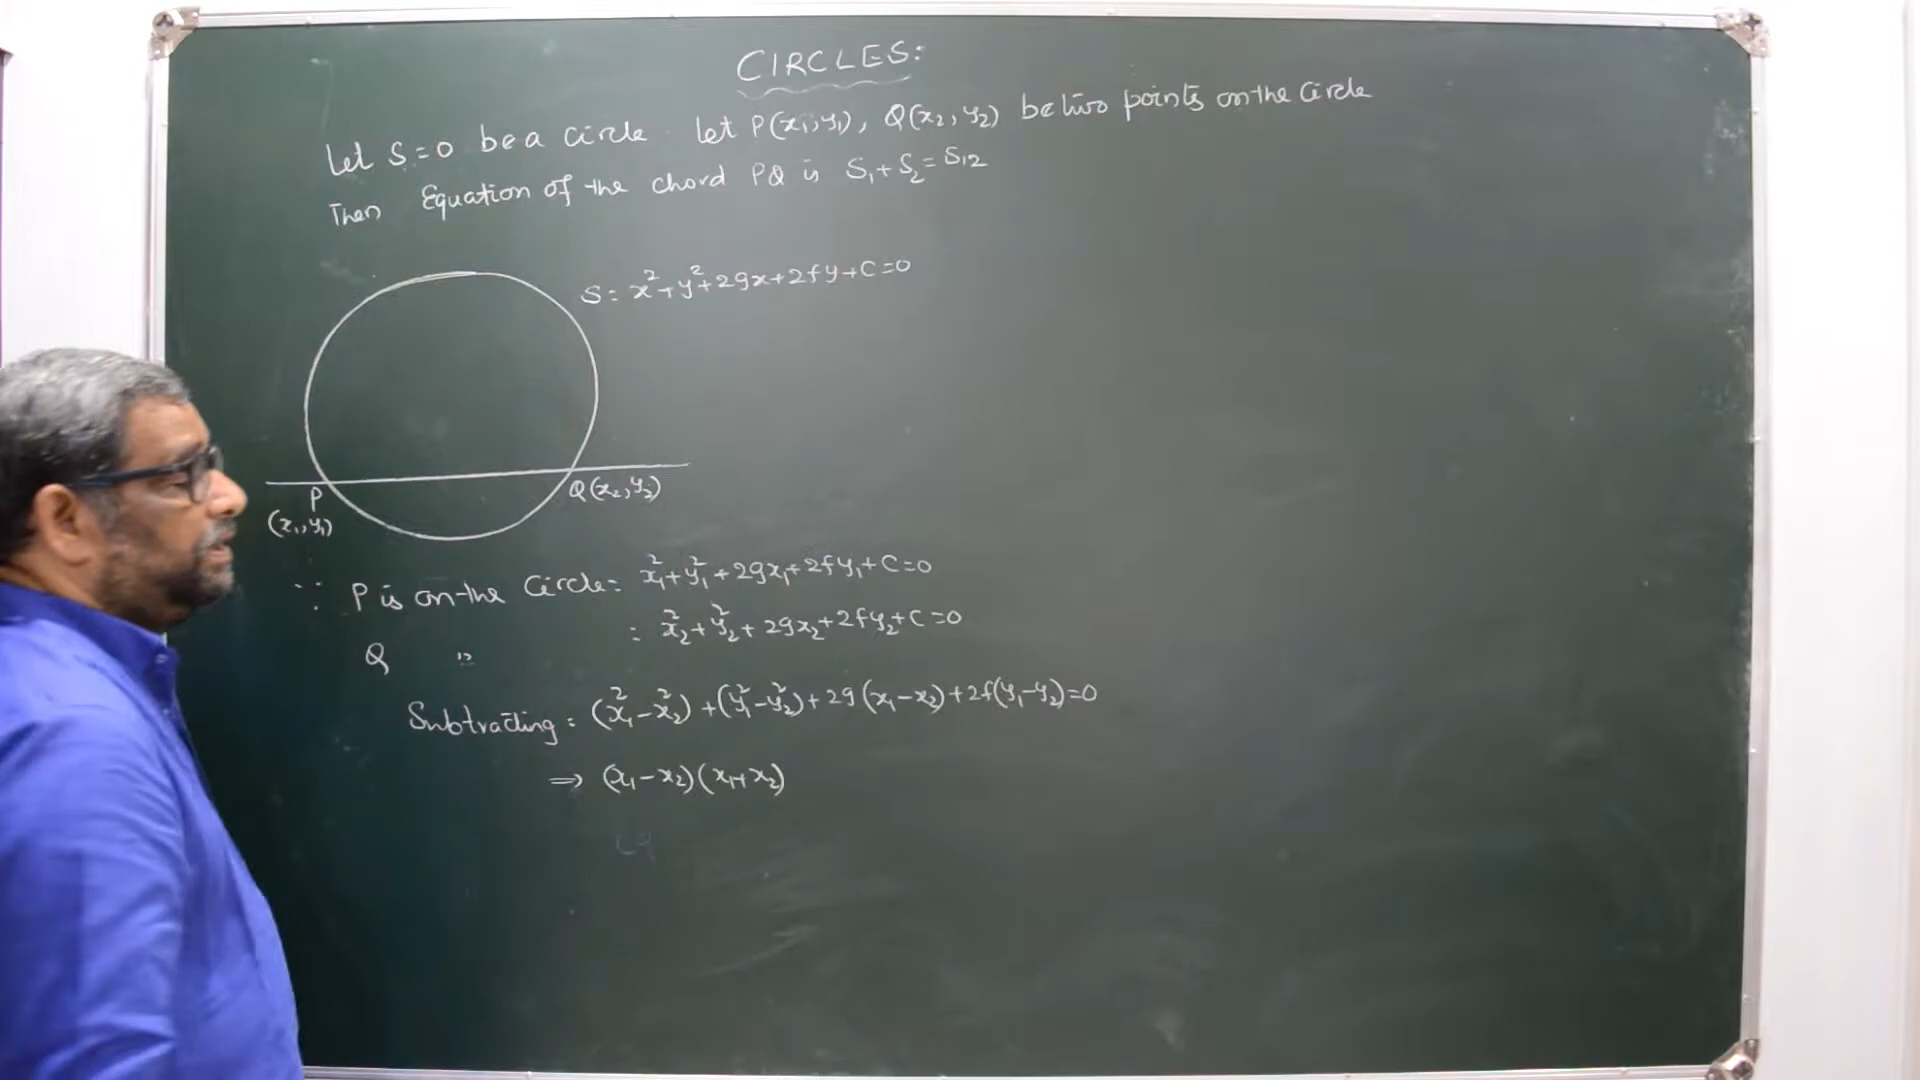 CIRCLES:
Let S=0 be a circle. Let P(x₁,y₁), Q(x₂,y₂) be two points on the circle
Then Equation of the chord PQ is S₁+S₂=S₁₂
S: x²+y²+2gx+2fy+c=0
P
Q(x₂,y₂)
(x₁,y₁)
∵ P is on the Circle: x₁²+y₁²+2gx₁+2fy₁+c=0
Q " : x₂²+y₂²+2gx₂+2fy₂+c=0
Subtracting: (x₁²-x₂²)+(y₁²-y₂²)+2g(x₁-x₂)+2f(y₁-y₂)=0
⇒ (x₁-x₂)(x₁+x₂)